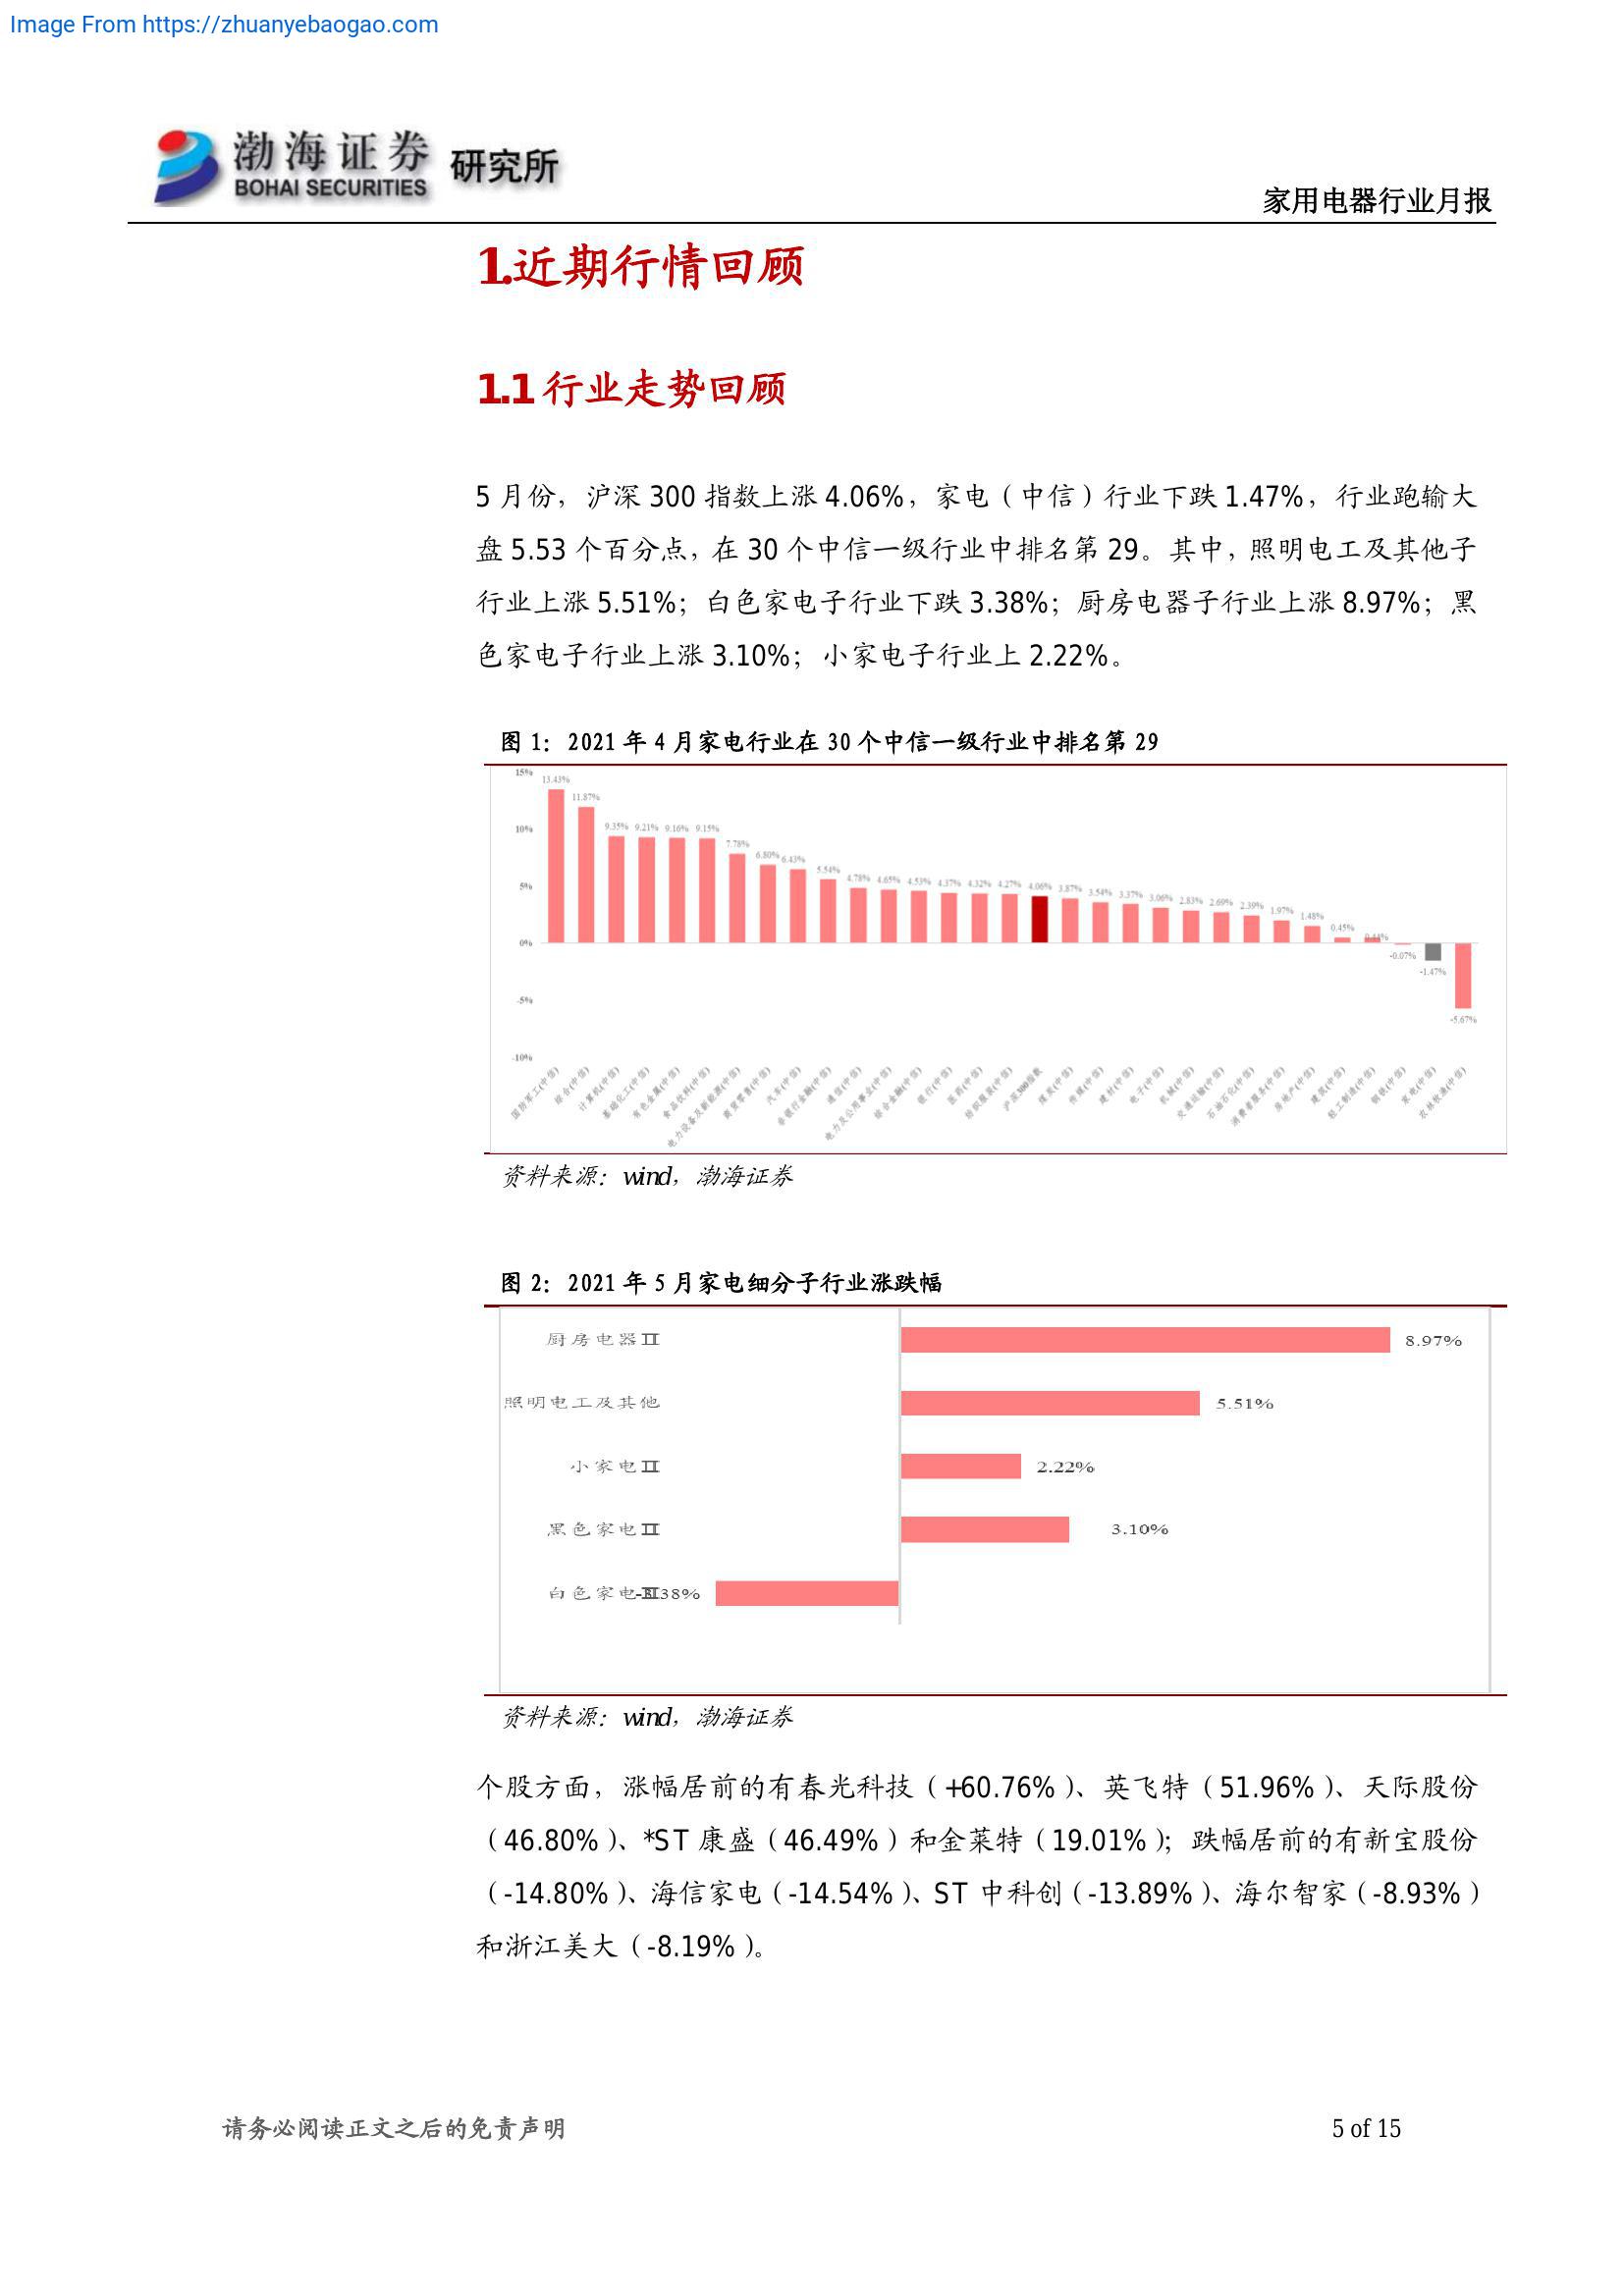 Image From https://zhuanyebaogao.com
渤海证券 研究所
BOHAI SECURITIES
家用电器行业月报
1.近期行情回顾
1.1 行业走势回顾
5 月份，沪深 300 指数上涨 4.06%，家电（中信）行业下跌 1.47%，行业跑输大
盘 5.53 个百分点，在 30 个中信一级行业中排名第 29。其中，照明电工及其他子
行业上涨 5.51%；白色家电子行业下跌 3.38%；厨房电器子行业上涨 8.97%；黑
色家电子行业上涨 3.10%；小家电子行业上 2.22%。
图 1：2021 年 4 月家电行业在 30 个中信一级行业中排名第 29
15%
10%
5%
0%
-5%
-10%
13.43% 11.87% 9.35% 9.21% 9.16% 9.15% 7.78% 6.80% 6.43% 5.54% 4.78% 4.65% 4.53% 4.37% 4.32% 4.27% 4.06% 3.87% 3.54% 3.37% 3.06% 2.83% 2.69% 2.39% 1.97% 1.48% 0.45% 0.44% -0.07% -1.47% -5.67%
国防军工(中信)
综合(中信)
计算机(中信)
基础化工(中信)
有色金属(中信)
食品饮料(中信)
电力设备及新能源(中信)
商贸零售(中信)
汽车(中信)
非银行金融(中信)
通信(中信)
电力及公用事业(中信)
综合金融(中信)
银行(中信)
医药(中信)
纺织服装(中信)
沪深300指数
煤炭(中信)
传媒(中信)
建材(中信)
电子(中信)
机械(中信)
交通运输(中信)
石油石化(中信)
消费者服务(中信)
房地产(中信)
建筑(中信)
轻工制造(中信)
钢铁(中信)
家电(中信)
农林牧渔(中信)
资料来源：wind，渤海证券
图 2：2021 年 5 月家电细分子行业涨跌幅
厨房电器Ⅱ 8.97%
照明电工及其他 5.51%
小家电Ⅱ 2.22%
黑色家电Ⅱ 3.10%
白色家电Ⅱ -3.38%
资料来源：wind，渤海证券
个股方面，涨幅居前的有春光科技（+60.76%）、英飞特（51.96%）、天际股份
（46.80%）、*ST 康盛（46.49%）和金莱特（19.01%）；跌幅居前的有新宝股份
（-14.80%）、海信家电（-14.54%）、ST 中科创（-13.89%）、海尔智家（-8.93%）
和浙江美大（-8.19%）。
请务必阅读正文之后的免责声明
5 of 15